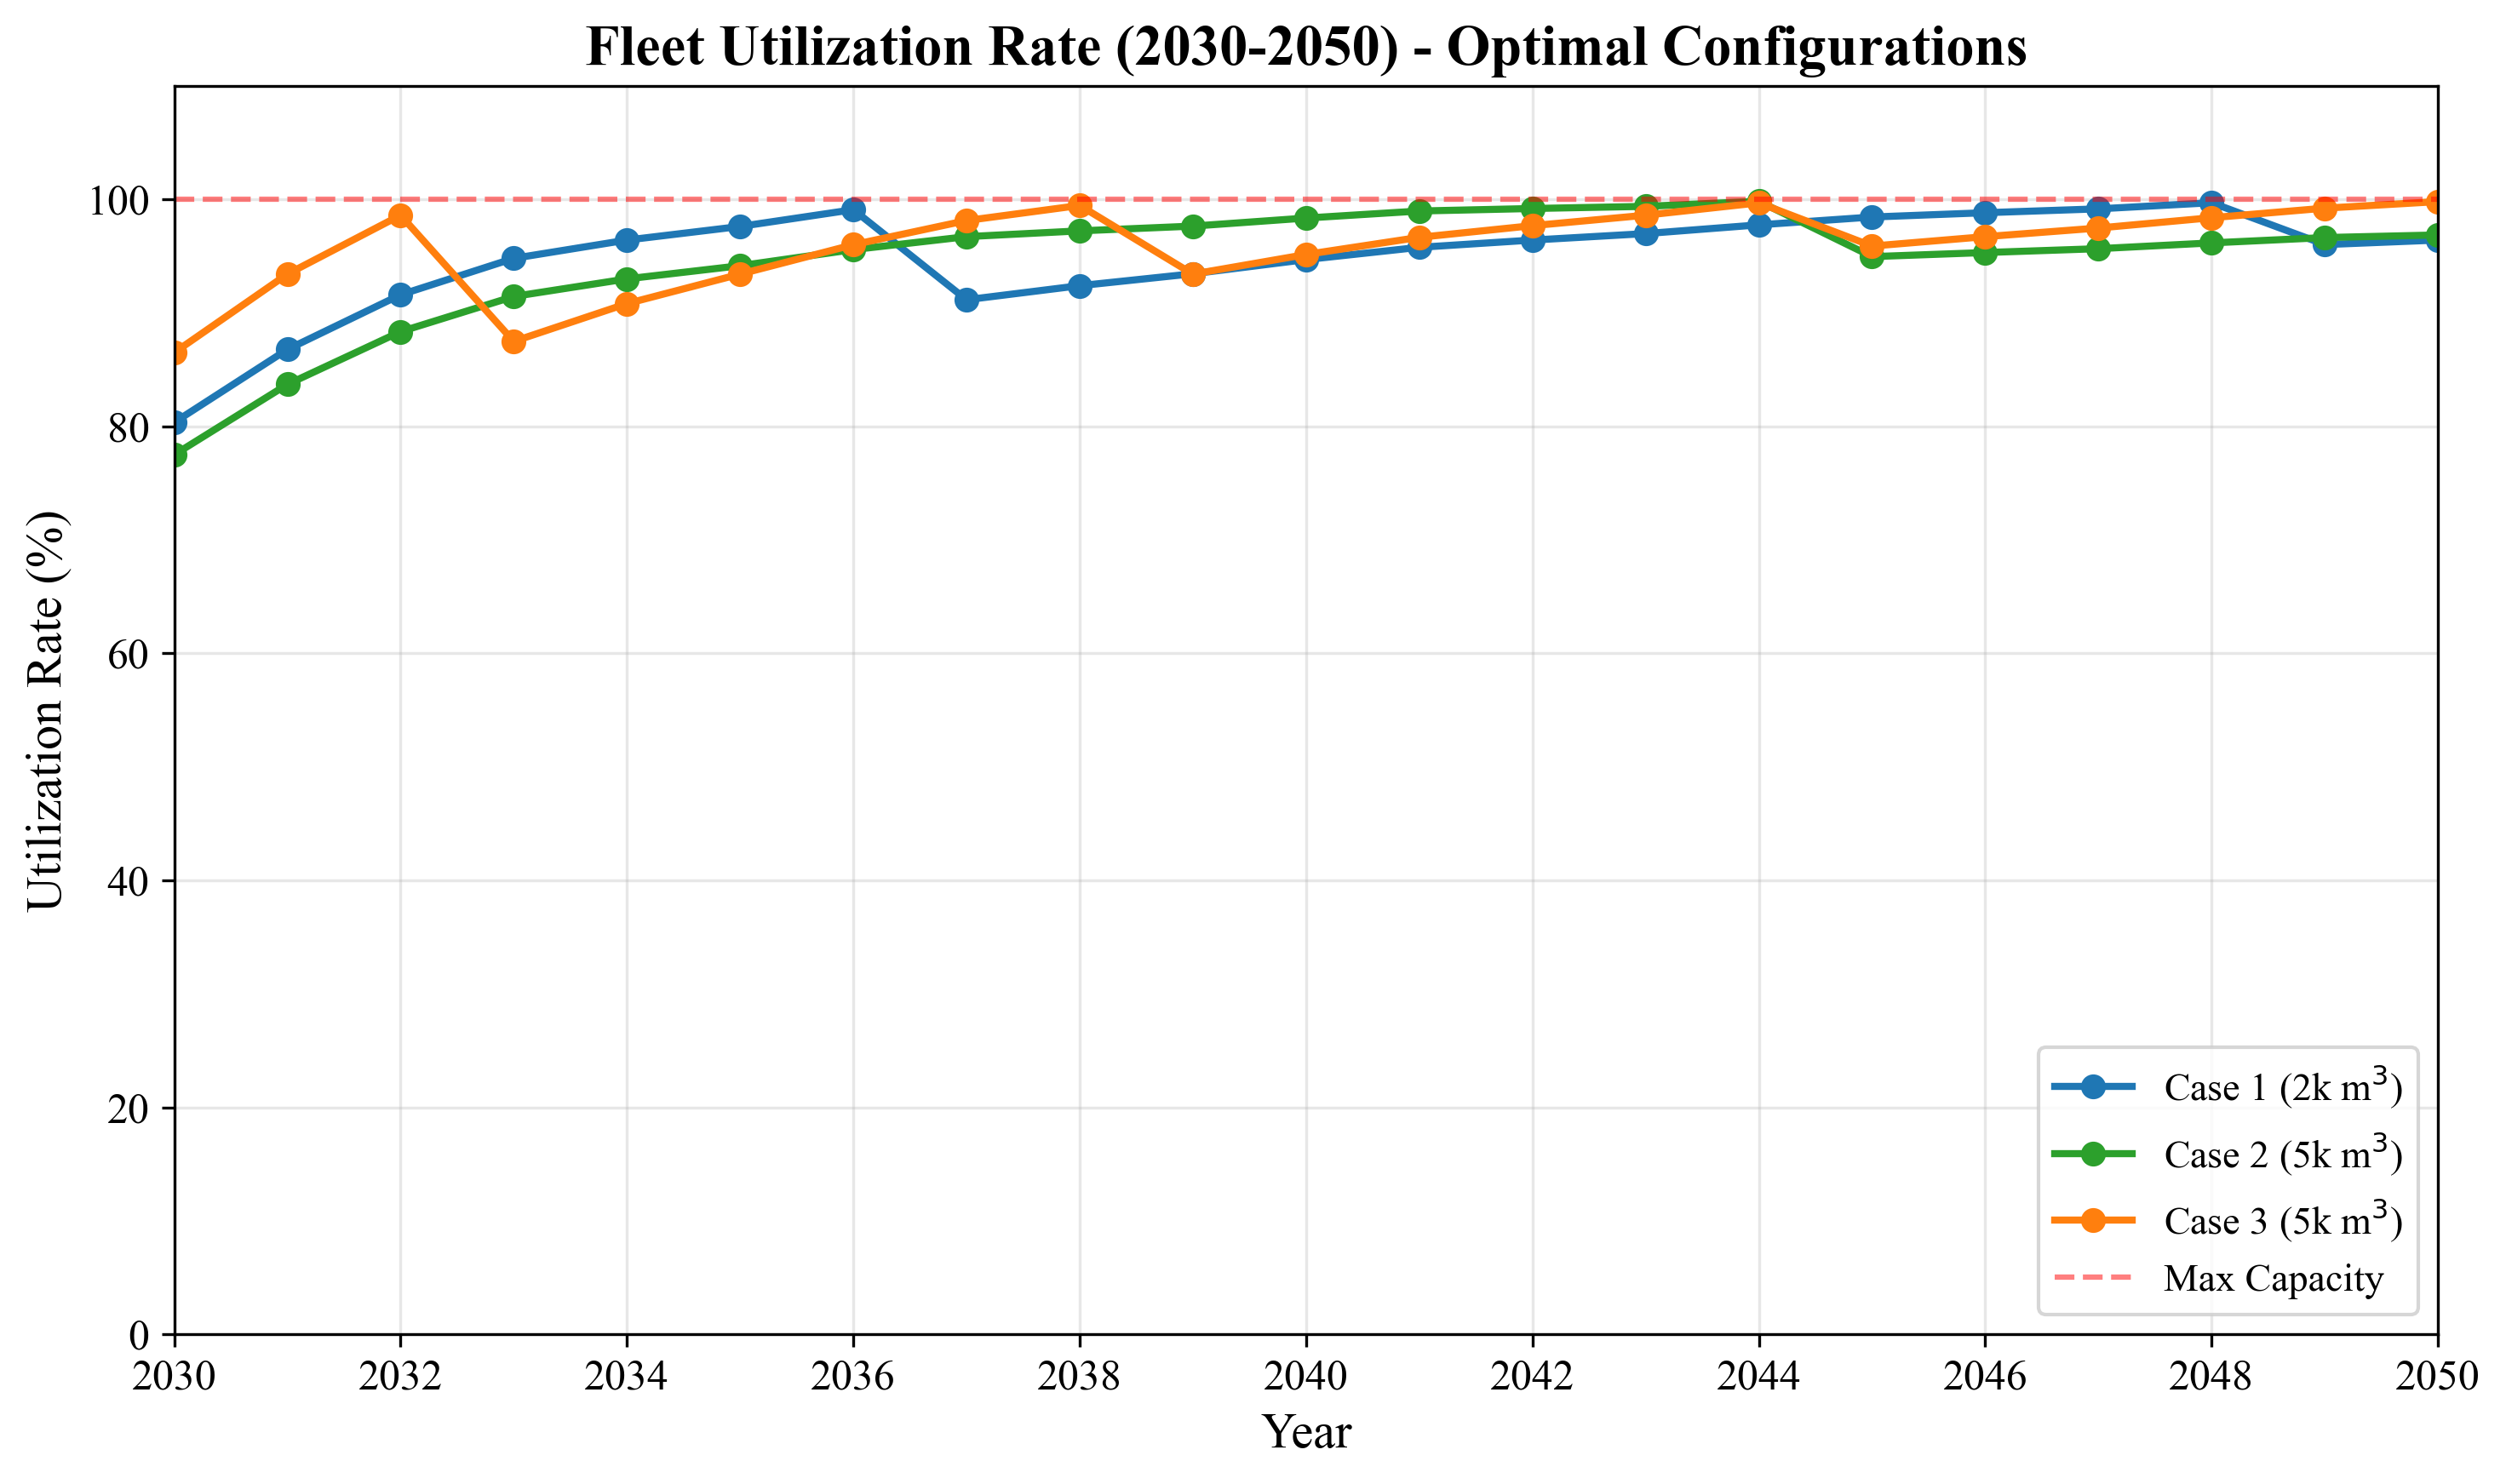 Fleet Utilization Rate (2030-2050) - Optimal Configurations
Utilization Rate (%)
100
80
60
40
20
0
2030 2032 2034 2036 2038 2040 2042 2044 2046 2048 2050
Year
Case 1 (2k m³)
Case 2 (5k m³)
Case 3 (5k m³)
Max Capacity